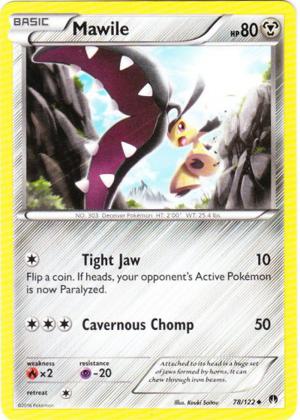 BASIC
Mawile
HP80
NO. 303. Deceiver Pokémon. HT: 2'00" WT: 25.4 lbs.
Tight Jaw 10
Flip a coin. If heads, your opponent's Active Pokémon
is now Paralyzed.
Cavernous Chomp 50
weakness
×2
resistance
-20
retreat
Attached to its head is a huge set
of jaws formed by horns. It can
chew through iron beams.
©2016 Pokémon
Illus. Kouki Saitou
78/122